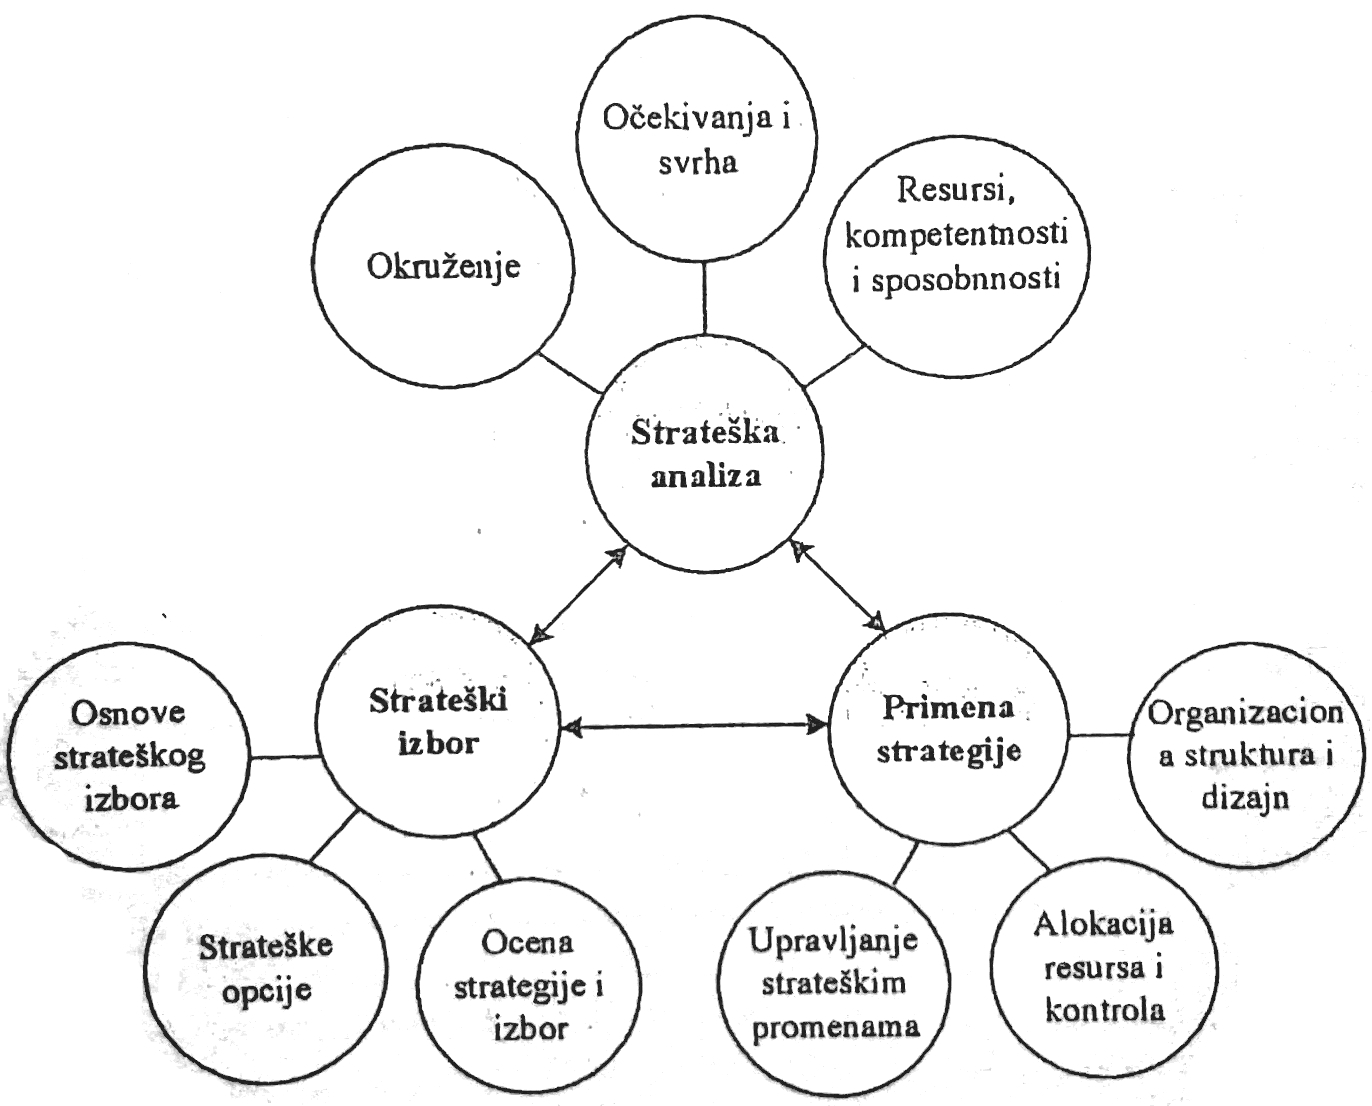 Očekivanja i
svrha
Okruženje
Resursi,
kompetentnosti
i sposobnnosti
Strateška
analiza
Strateški
izbor
Primena
strategije
Osnove
strateškog
izbora
Strateške
opcije
Ocena
strategije i
izbor
Upravljanje
strateškim
promenama
Alokacija
resursa i
kontrola
Organizacion
a struktura i
dizajn